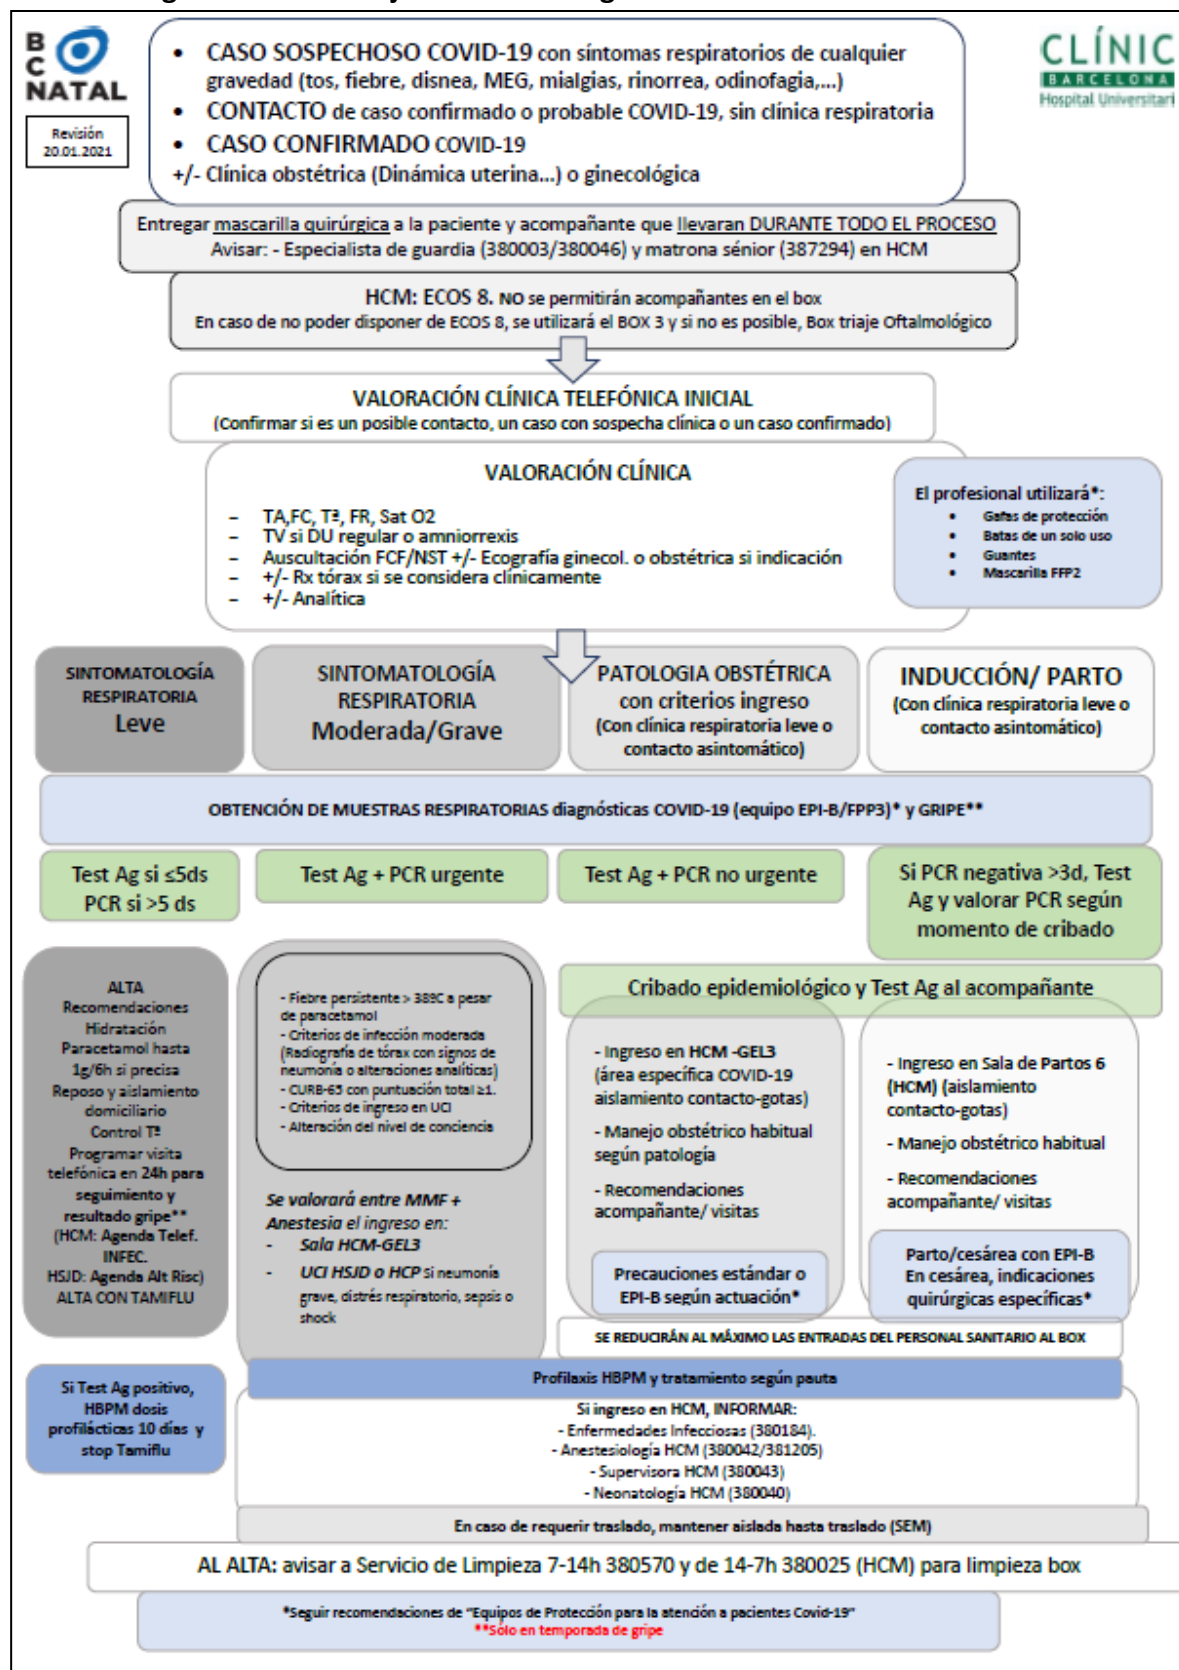 B
C
NATAL
Revisión
20.01.2021
• CASO SOSPECHOSO COVID-19 con síntomas respiratorios de cualquier
gravedad (tos, fiebre, disnea, MEG, mialgias, rinorrea, odinofagia,...)
• CONTACTO de caso confirmado o probable COVID-19, sin clínica respiratoria
• CASO CONFIRMADO COVID-19
+/- Clínica obstétrica (Dinámica uterina...) o ginecológica
CLÍNIC
BARCELONA
Hospital Universitari
Entregar mascarilla quirúrgica a la paciente y acompañante que llevaran DURANTE TODO EL PROCESO
Avisar: - Especialista de guardia (380003/380046) y matrona sénior (387294) en HCM
HCM: ECOS 8. NO se permitirán acompañantes en el box
En caso de no poder disponer de ECOS 8, se utilizará el BOX 3 y si no es posible, Box triaje Oftalmológico
VALORACIÓN CLÍNICA TELEFÓNICA INICIAL
(Confirmar si es un posible contacto, un caso con sospecha clínica o un caso confirmado)
VALORACIÓN CLÍNICA
- TA,FC, Tª, FR, Sat O2
- TV si DU regular o amniorrexis
- Auscultación FCF/NST +/- Ecografía ginecol. o obstétrica si indicación
- +/- Rx tórax si se considera clínicamente
- +/- Analítica
El profesional utilizará*:
• Gafas de protección
• Batas de un solo uso
• Guantes
• Mascarilla FFP2
SINTOMATOLOGÍA
RESPIRATORIA
Leve
SINTOMATOLOGÍA
RESPIRATORIA
Moderada/Grave
PATOLOGIA OBSTÉTRICA
con criterios ingreso
(Con clínica respiratoria leve o
contacto asintomático)
INDUCCIÓN/ PARTO
(Con clínica respiratoria leve o
contacto asintomático)
OBTENCIÓN DE MUESTRAS RESPIRATORIAS diagnósticas COVID-19 (equipo EPI-B/FPP3)* y GRIPE**
Test Ag si ≤5ds
PCR si >5 ds
Test Ag + PCR urgente
Test Ag + PCR no urgente
Si PCR negativa >3d, Test
Ag y valorar PCR según
momento de cribado
ALTA
Recomendaciones
Hidratación
Paracetamol hasta
1g/6h si precisa
Reposo y aislamiento
domiciliario
Control Tª
Programar visita
telefónica en 24h para
seguimiento y
resultado gripe**
(HCM: Agenda Telef.
INFEC.
HSJD: Agenda Alt Risc)
ALTA CON TAMIFLU
- Fiebre persistente > 38ºC a pesar
de paracetamol
- Criterios de infección moderada
(Radiografía de tórax con signos de
neumonía o alteraciones analíticas)
- CURB-65 con puntuación total ≥1.
- Criterios de ingreso en UCI
- Alteración del nivel de conciencia
Se valorará entre MMF +
Anestesia el ingreso en:
- Sala HCM-GEL3
- UCI HSJD o HCP si neumonía
grave, distrés respiratorio, sepsis o
shock
Cribado epidemiológico y Test Ag al acompañante
- Ingreso en HCM -GEL3
(área específica COVID-19
aislamiento contacto-gotas)
- Manejo obstétrico habitual
según patología
- Recomendaciones
acompañante/ visitas
Precauciones estándar o
EPI-B según actuación*
- Ingreso en Sala de Partos 6
(HCM) (aislamiento
contacto-gotas)
- Manejo obstétrico habitual
- Recomendaciones
acompañante/ visitas
Parto/cesárea con EPI-B
En cesárea, indicaciones
quirúrgicas específicas*
SE REDUCIRÁN AL MÁXIMO LAS ENTRADAS DEL PERSONAL SANITARIO AL BOX
Si Test Ag positivo,
HBPM dosis
profilácticas 10 días y
stop Tamiflu
Profilaxis HBPM y tratamiento según pauta
Si ingreso en HCM, INFORMAR:
- Enfermedades Infecciosas (380184).
- Anestesiología HCM (380042/381205)
- Supervisora HCM (380043)
- Neonatología HCM (380040)
En caso de requerir traslado, mantener aislada hasta traslado (SEM)
AL ALTA: avisar a Servicio de Limpieza 7-14h 380570 y de 14-7h 380025 (HCM) para limpieza box
*Seguir recomendaciones de "Equipos de Protección para la atención a pacientes Covid-19"
**Sólo en temporada de gripe